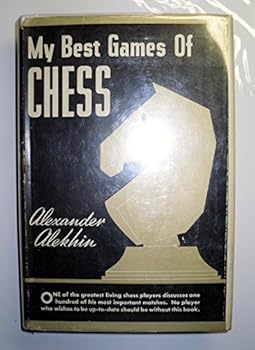 My Best Games Of
CHESS
Alexander
Alekhin
ONE of the greatest living chess players discusses one
hundred of his most important matches. No player
who wishes to be up-to-date should be without this book.